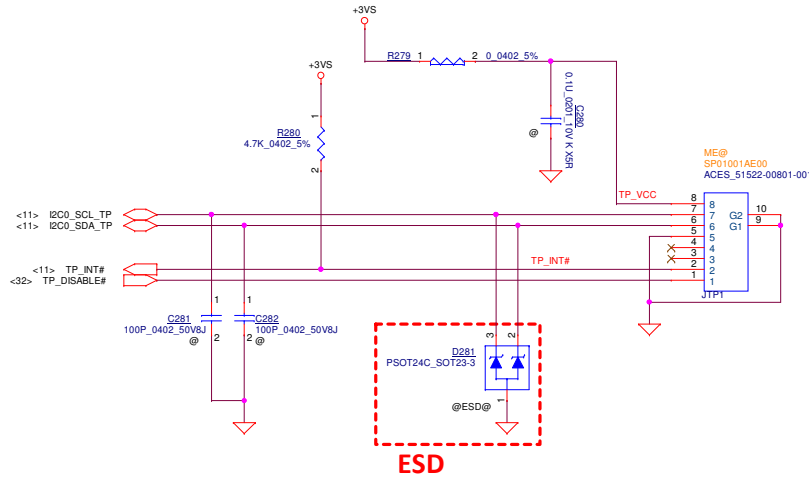 +3VS
R279 1 2 0_0402_5%
+3VS
0.1U_0201_10V K X5R
C280
@
1
R280
4.7K_0402_5%
2
ME@
SP01001AE00
ACES_51522-00801-001
TP_VCC
8 8
7 7
6 6
5 5
4 4
3 3
2 2
1 1
G2 10
G1 9
JTP1
<11> I2C0_SCL_TP
<11> I2C0_SDA_TP
<11> TP_INT#
<32> TP_DISABLE#
TP_INT#
C281 1
100P_0402_50V8J
@ 2
C282 1
100P_0402_50V8J
@ 2
3 2
D281
PSOT24C_SOT23-3
@ESD@ 1
ESD